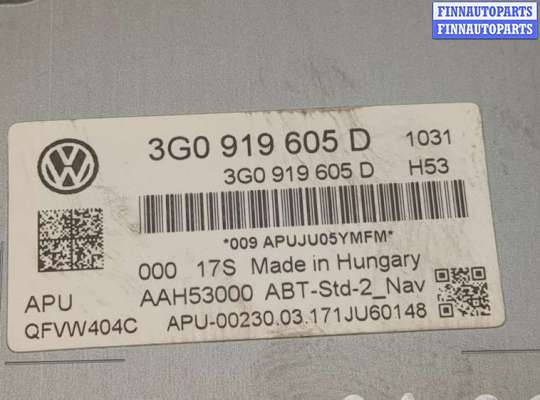 FINNAUTOPARTS
FINNAUTOPARTS
3G0 919 605 D 1031
3G0 919 605 D H53
*009 APUJU05YMFM*
000 17S Made in Hungary
APU AAH53000 ABT-Std-2_Nav
QFVW404C APU-00230.03.171JU60148